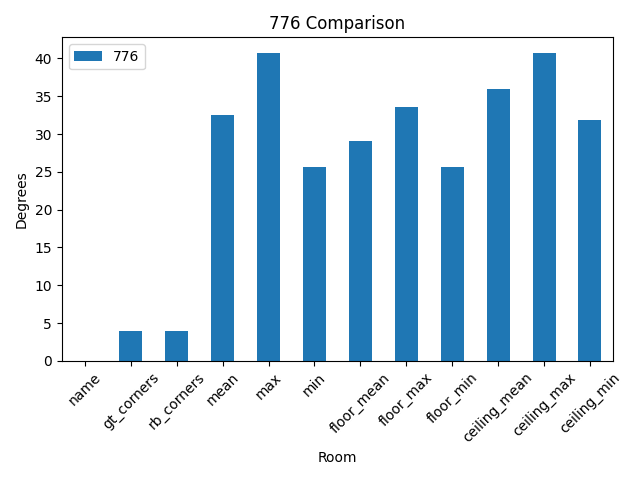 776 Comparison
776
Degrees
40
35
30
25
20
15
10
5
0
name
gt_corners
rb_corners
mean
max
min
floor_mean
floor_max
floor_min
ceiling_mean
ceiling_max
ceiling_min
Room